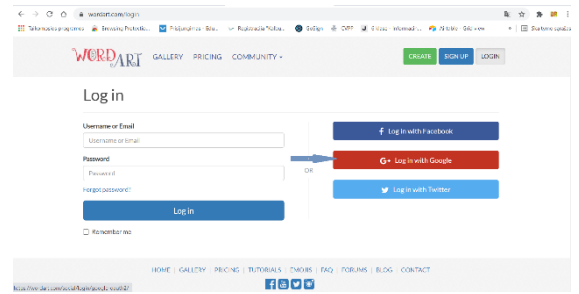 wordart.com/login
WORDART GALLERY PRICING COMMUNITY CREATE SIGN UP LOGIN
Log in
Username or Email
Username or Email
Password
Password
Forgot password?
Log in
Remember me
OR
Log in with Facebook
G+ Log in with Google
Log in with Twitter
HOME | GALLERY | PRICING | TUTORIALS | EMOJIS | FAQ | FORUMS | BLOG | CONTACT